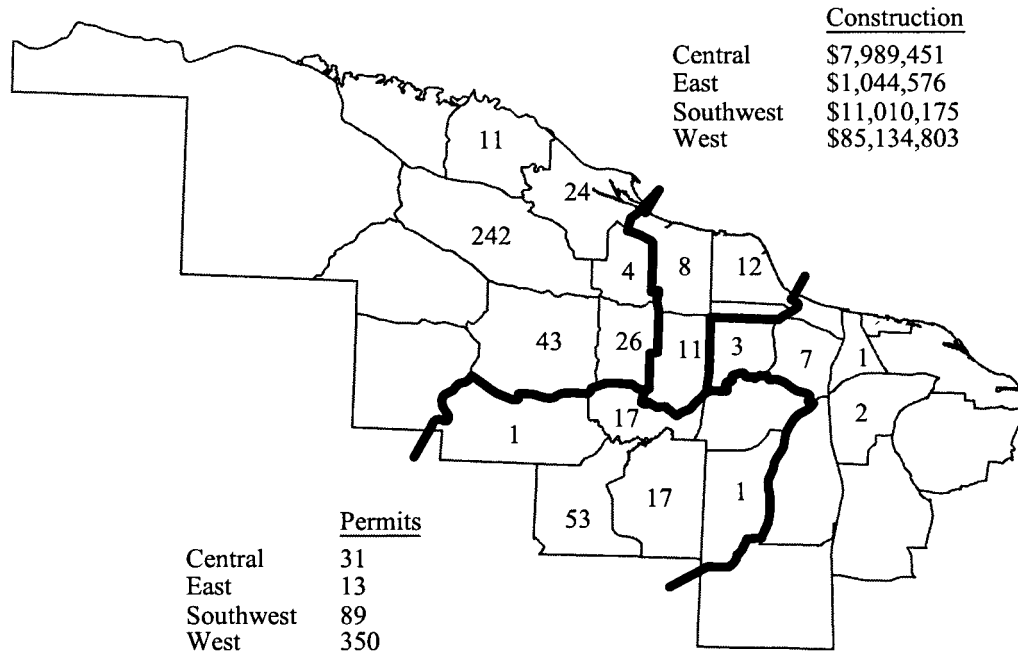 Construction
Central $7,989,451
East $1,044,576
Southwest $11,010,175
West $85,134,803
11
24
242
4
8
12
43
26
11
3
7
1
17
2
1
53
17
1
Permits
Central 31
East 13
Southwest 89
West 350